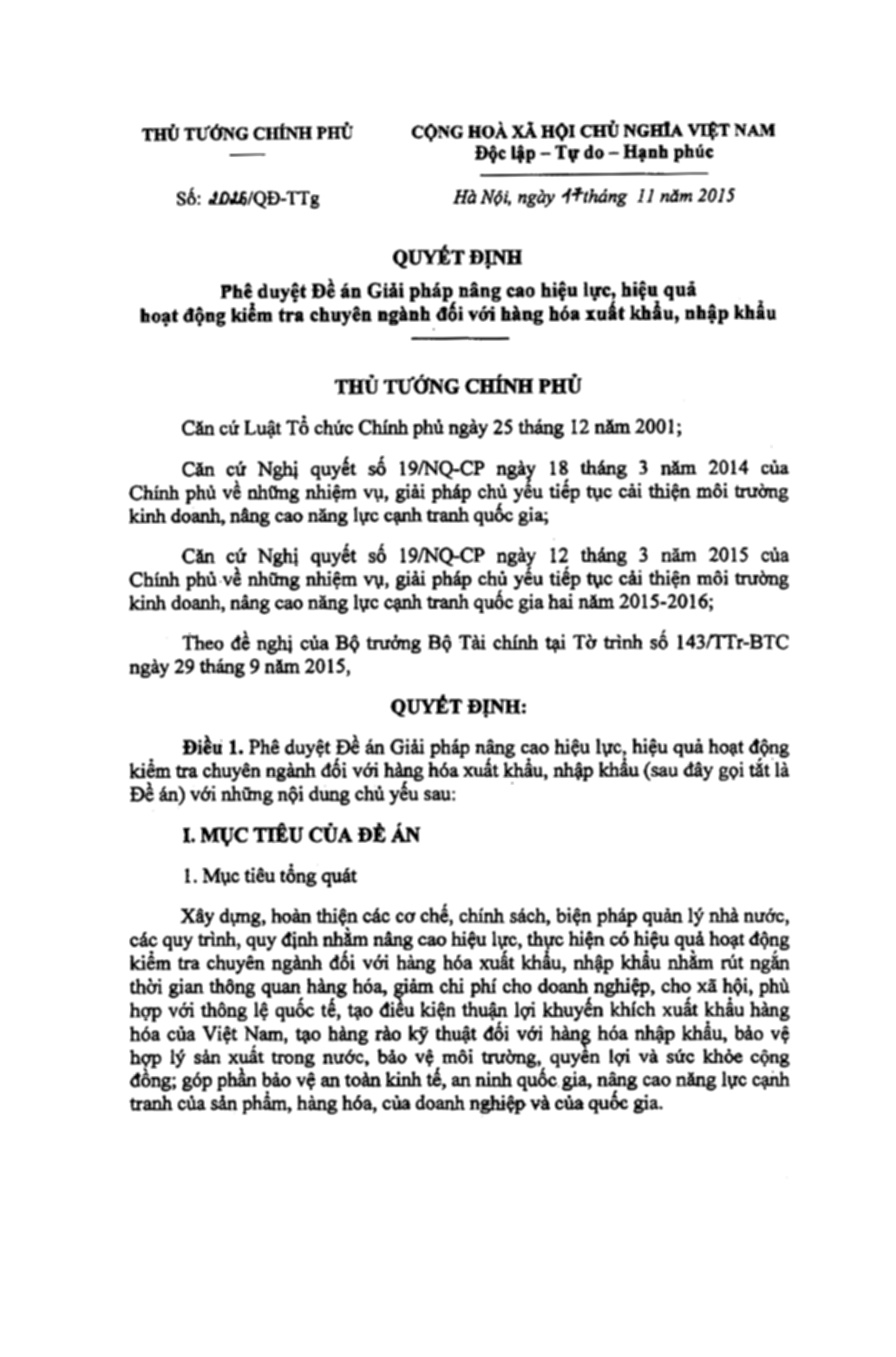 THỦ TƯỚNG CHÍNH PHỦ
CỘNG HOÀ XÃ HỘI CHỦ NGHĨA VIỆT NAM
Độc lập – Tự do – Hạnh phúc
Số: 2026/QĐ-TTg
Hà Nội, ngày 17 tháng 11 năm 2015
QUYẾT ĐỊNH
Phê duyệt Đề án Giải pháp nâng cao hiệu lực, hiệu quả
hoạt động kiểm tra chuyên ngành đối với hàng hóa xuất khẩu, nhập khẩu
THỦ TƯỚNG CHÍNH PHỦ
Căn cứ Luật Tổ chức Chính phủ ngày 25 tháng 12 năm 2001;
Căn cứ Nghị quyết số 19/NQ-CP ngày 18 tháng 3 năm 2014 của
Chính phủ về những nhiệm vụ, giải pháp chủ yếu tiếp tục cải thiện môi trường
kinh doanh, nâng cao năng lực cạnh tranh quốc gia;
Căn cứ Nghị quyết số 19/NQ-CP ngày 12 tháng 3 năm 2015 của
Chính phủ về những nhiệm vụ, giải pháp chủ yếu tiếp tục cải thiện môi trường
kinh doanh, nâng cao năng lực cạnh tranh quốc gia hai năm 2015-2016;
Theo đề nghị của Bộ trưởng Bộ Tài chính tại Tờ trình số 143/TTr-BTC
ngày 29 tháng 9 năm 2015,
QUYẾT ĐỊNH:
Điều 1. Phê duyệt Đề án Giải pháp nâng cao hiệu lực, hiệu quả hoạt động
kiểm tra chuyên ngành đối với hàng hóa xuất khẩu, nhập khẩu (sau đây gọi tắt là
Đề án) với những nội dung chủ yếu sau:
I. MỤC TIÊU CỦA ĐỀ ÁN
1. Mục tiêu tổng quát
Xây dựng, hoàn thiện các cơ chế, chính sách, biện pháp quản lý nhà nước,
các quy trình, quy định nhằm nâng cao hiệu lực, thực hiện có hiệu quả hoạt động
kiểm tra chuyên ngành đối với hàng hóa xuất khẩu, nhập khẩu nhằm rút ngắn
thời gian thông quan hàng hóa, giảm chi phí cho doanh nghiệp, cho xã hội, phù
hợp với thông lệ quốc tế, tạo điều kiện thuận lợi khuyến khích xuất khẩu hàng
hóa của Việt Nam, tạo hàng rào kỹ thuật đối với hàng hóa nhập khẩu, bảo vệ
hợp lý sản xuất trong nước, bảo vệ môi trường, quyền lợi và sức khỏe cộng
đồng; góp phần bảo vệ an toàn kinh tế, an ninh quốc gia, nâng cao năng lực cạnh
tranh của sản phẩm, hàng hóa, của doanh nghiệp và của quốc gia.